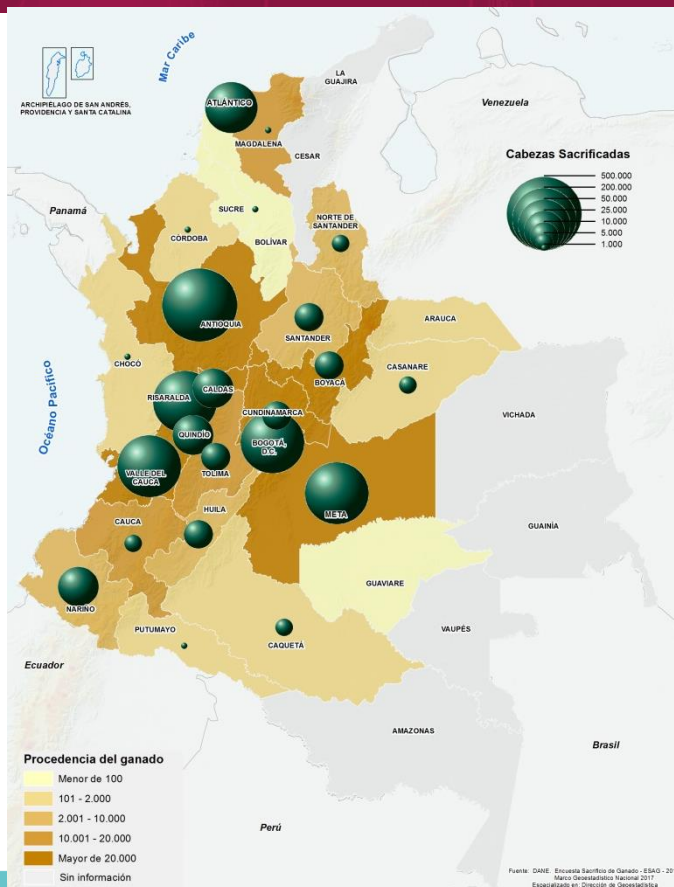 Mar Caribe
ARCHIPIÉLAGO DE SAN ANDRÉS,
PROVIDENCIA Y SANTA CATALINA
LA
GUAJIRA
ATLÁNTICO
Venezuela
MAGDALENA
CESAR
Cabezas Sacrificadas
500.000
200.000
50.000
25.000
10.000
5.000
1.000
Panamá
SUCRE
NORTE DE
SANTANDER
CÓRDOBA
BOLÍVAR
ANTIOQUIA
SANTANDER
ARAUCA
CHOCÓ
BOYACÁ
CASANARE
Océano Pacífico
RISARALDA
CALDAS
CUNDINAMARCA
VICHADA
QUINDÍO
BOGOTÁ,
D.C.
VALLE DEL
CAUCA
TOLIMA
META
HUILA
CAUCA
GUAINÍA
GUAVIARE
NARIÑO
PUTUMAYO
CAQUETÁ
VAUPÉS
Ecuador
AMAZONAS
Brasil
Perú
Procedencia del ganado
Menor de 100
101 - 2.000
2.001 - 10.000
10.001 - 20.000
Mayor de 20.000
Sin información
Fuente: DANE. Encuesta Sacrificio de Ganado - ESAG - 201
Marco Geoestadístico Nacional 2017
Espacializado en: Dirección de Geoestadística